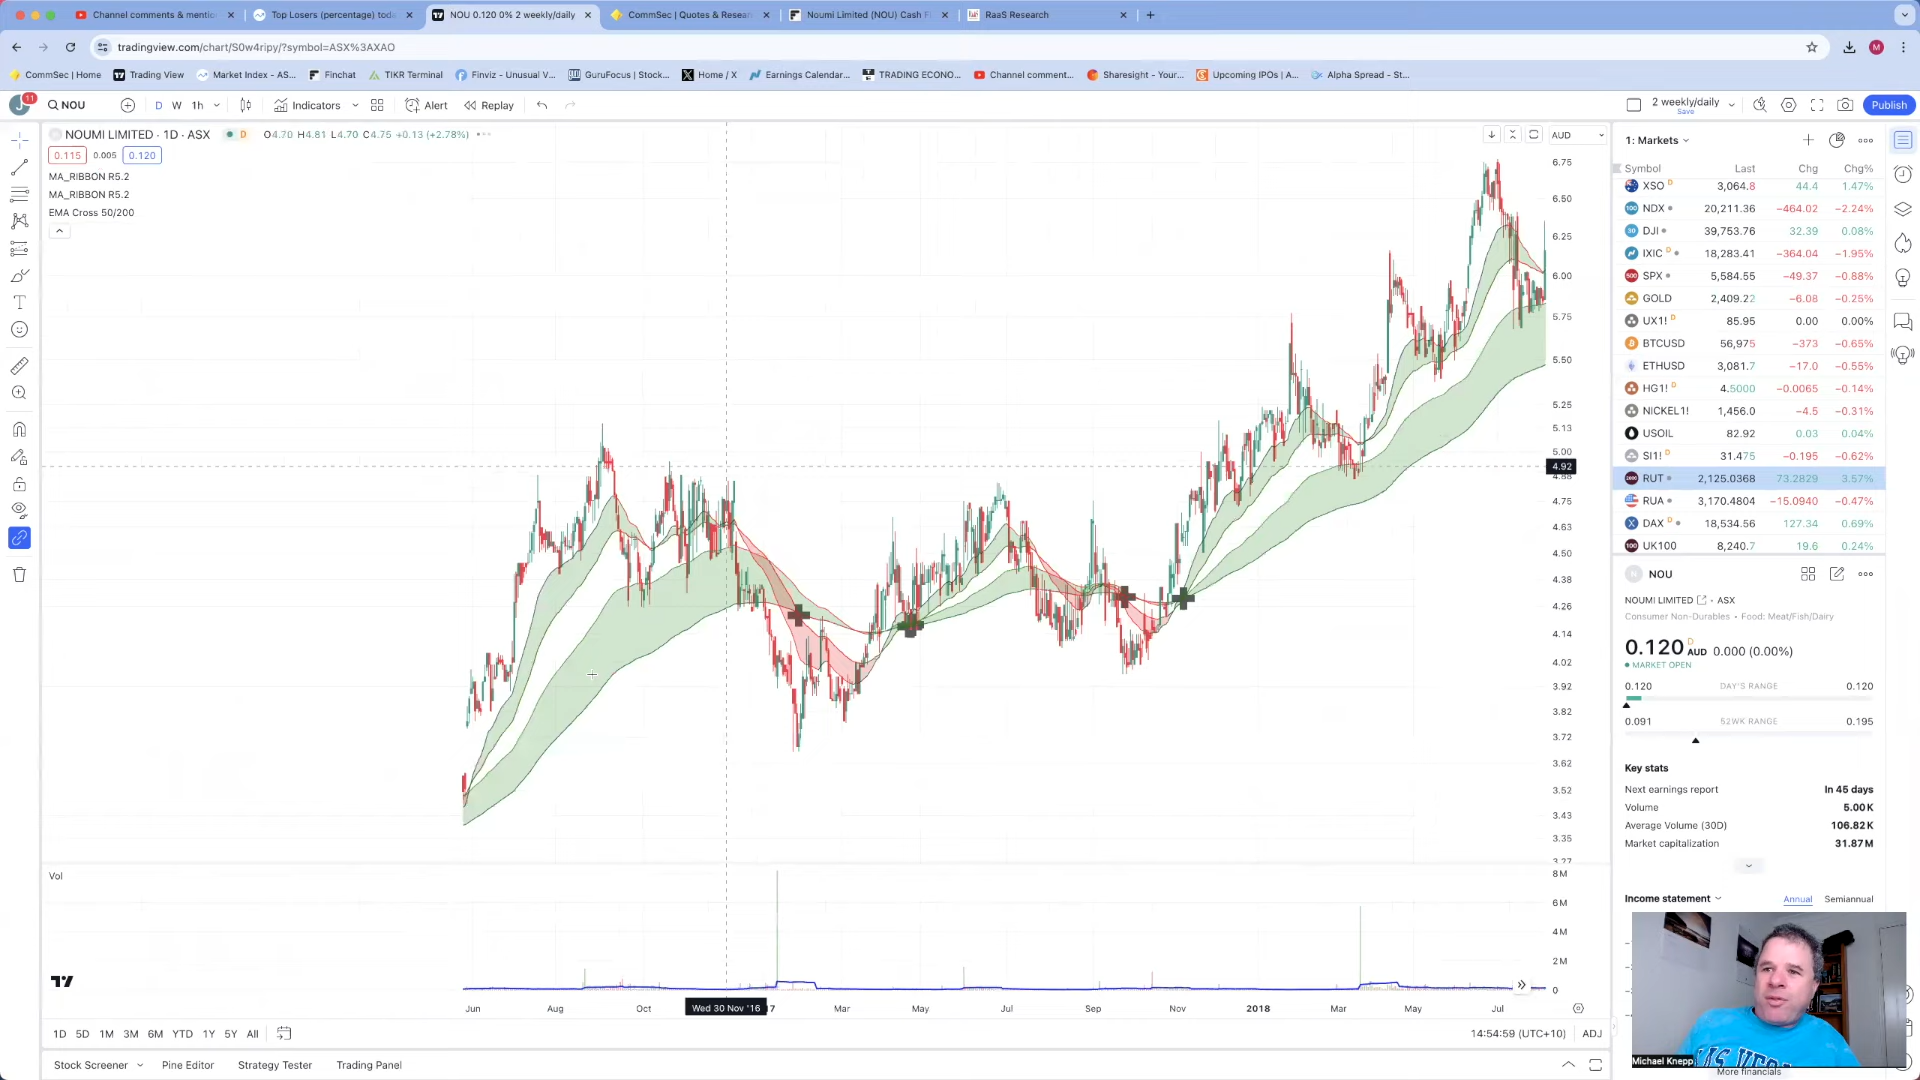 Channel comments & mentio
Top Losers (percentage) tod
NOU 0.120 0% 2 weekly/daily
CommSec | Quotes & Resear
Noumi Limited (NOU) Cash F
RaaS Research
tradingview.com/chart/S0w4ripy/?symbol=ASX%3AXAO
M
CommSec | Home
Trading View
Market Index - AS...
Finchat
TIKR Terminal
Finviz - Unusual V...
GuruFocus | Stock...
Home / X
Earnings Calendar...
TRADING ECONO...
Channel comment...
Sharesight - Your...
Upcoming IPOs | A...
Alpha Spread - St...
J 11
NOU
D W 1h
Indicators
Alert
Replay
2 weekly/daily
Save
Publish
NOUMI LIMITED · 1D · ASX
D
O4.70 H4.81 L4.70 C4.75 +0.13 (+2.78%)
AUD
0.115 0.005 0.120
MA_RIBBON R5.2
MA_RIBBON R5.2
EMA Cross 50/200
6.75
6.50
6.25
6.00
5.75
5.50
5.25
5.13
5.00
4.92
4.88
4.75
4.63
4.50
4.38
4.26
4.14
4.02
3.92
3.82
3.72
3.62
3.52
3.43
3.35
3.27
Vol
8M
6M
4M
2M
0
Jun Aug Oct Wed 30 Nov '16 17 Mar May Jul Sep Nov 2018 Mar May Jul
1D 5D 1M 3M 6M YTD 1Y 5Y All
14:54:59 (UTC+10) ADJ
Stock Screener Pine Editor Strategy Tester Trading Panel
1: Markets
Symbol Last Chg Chg%
XSO D 3,064.8 44.4 1.47%
NDX 20,211.36 −464.02 −2.24%
DJI 39,753.76 32.39 0.08%
IXIC D 18,283.41 −364.04 −1.95%
SPX 5,584.55 −49.37 −0.88%
GOLD 2,409.22 −6.08 −0.25%
UX1! D 85.95 0.00 0.00%
BTCUSD 56,975 −373 −0.65%
ETHUSD 3,081.7 −17.0 −0.55%
HG1! D 4.5000 −0.0065 −0.14%
NICKEL1! 1,456.0 −4.5 −0.31%
USOIL 82.92 0.03 0.04%
SI1! D 31.475 −0.195 −0.62%
RUT 2,125.0368 73.2829 3.57%
RUA 3,170.4804 −15.0940 −0.47%
DAX D 18,534.56 127.34 0.69%
UK100 8,240.7 19.6 0.24%
N NOU
NOUMI LIMITED · ASX
Consumer Non-Durables • Food: Meat/Fish/Dairy
0.120 D AUD 0.000 (0.00%)
MARKET OPEN
0.120 DAY'S RANGE 0.120
0.091 52WK RANGE 0.195
Key stats
Next earnings report In 45 days
Volume 5.00K
Average Volume (30D) 106.82K
Market capitalization 31.87M
Income statement Annual Semiannual
LAS VEGA
Michael Knepp
More financials